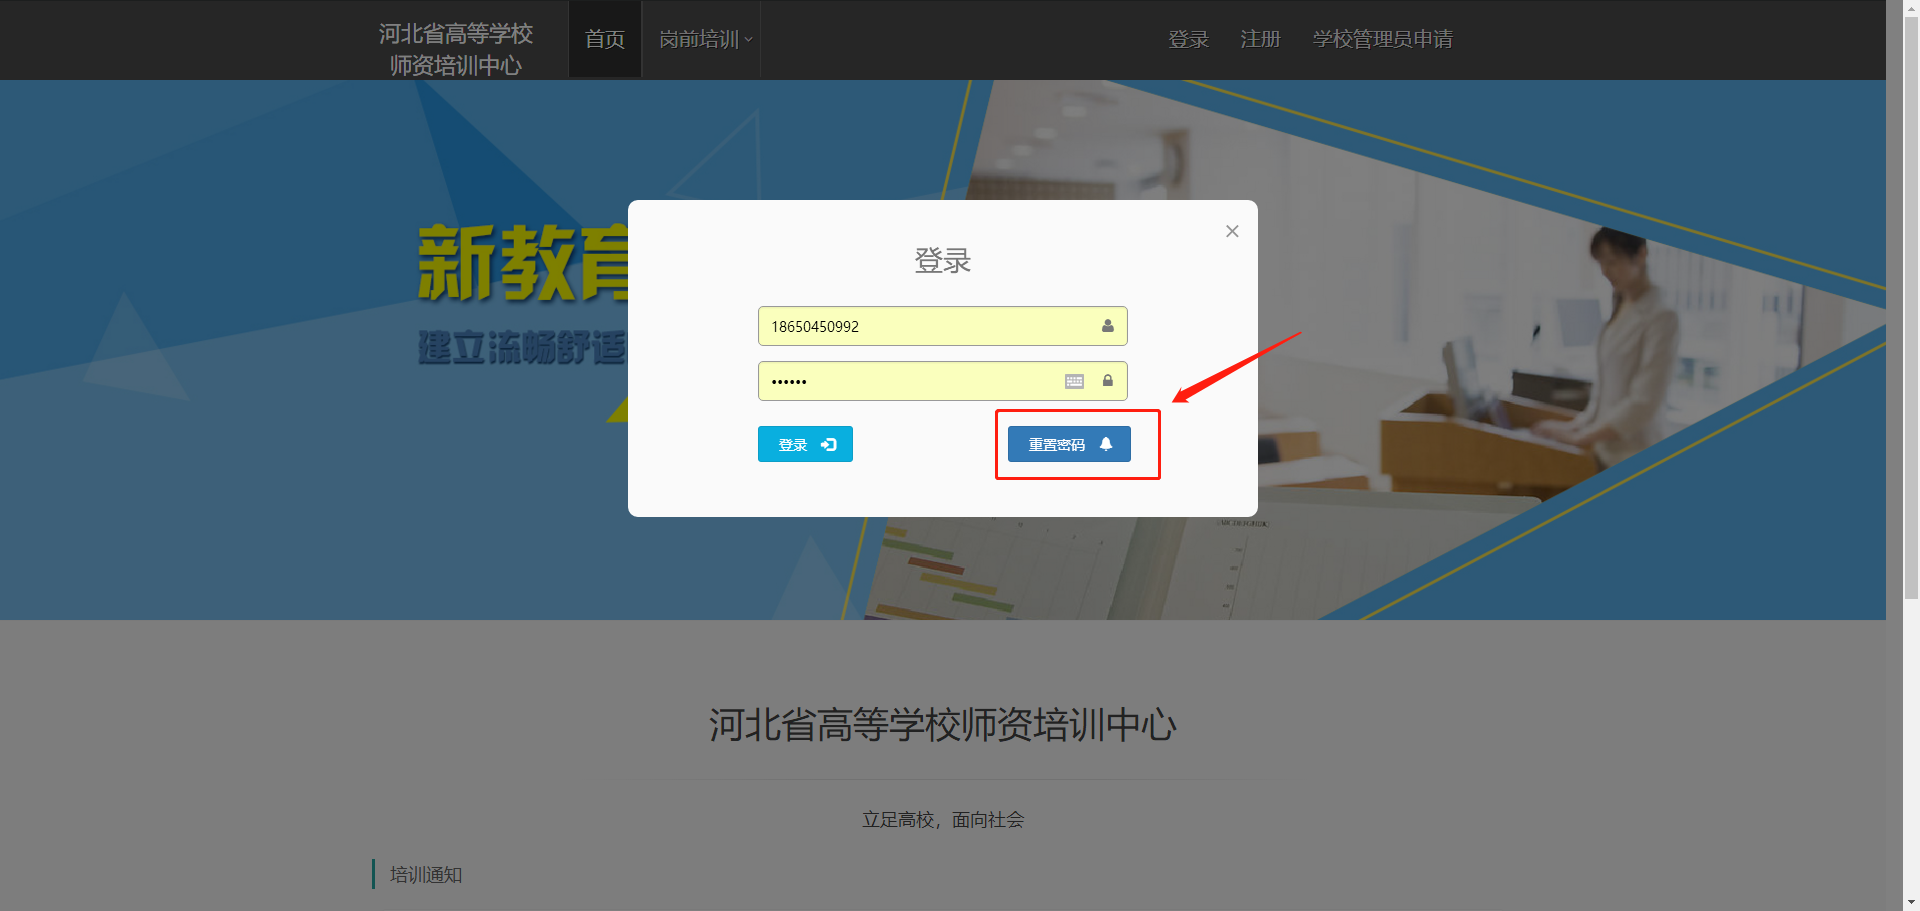 河北省高等学校
师资培训中心
首页
岗前培训
登录
注册
学校管理员申请
新教育
建立流畅舒适
登录
18650450992
••••••
登录
重置密码
河北省高等学校师资培训中心
立足高校，面向社会
培训通知